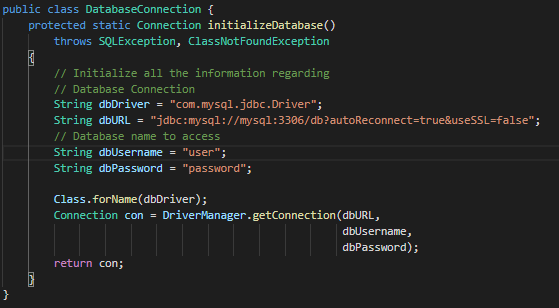 public class DatabaseConnection {
    protected static Connection initializeDatabase()
        throws SQLException, ClassNotFoundException
    {
        // Initialize all the information regarding
        // Database Connection
        String dbDriver = "com.mysql.jdbc.Driver";
        String dbURL = "jdbc:mysql://mysql:3306/db?autoReconnect=true&useSSL=false";
        // Database name to access
        String dbUsername = "user";
        String dbPassword = "password";

        Class.forName(dbDriver);
        Connection con = DriverManager.getConnection(dbURL,
                                                     dbUsername,
                                                     dbPassword);
        return con;
    }
}